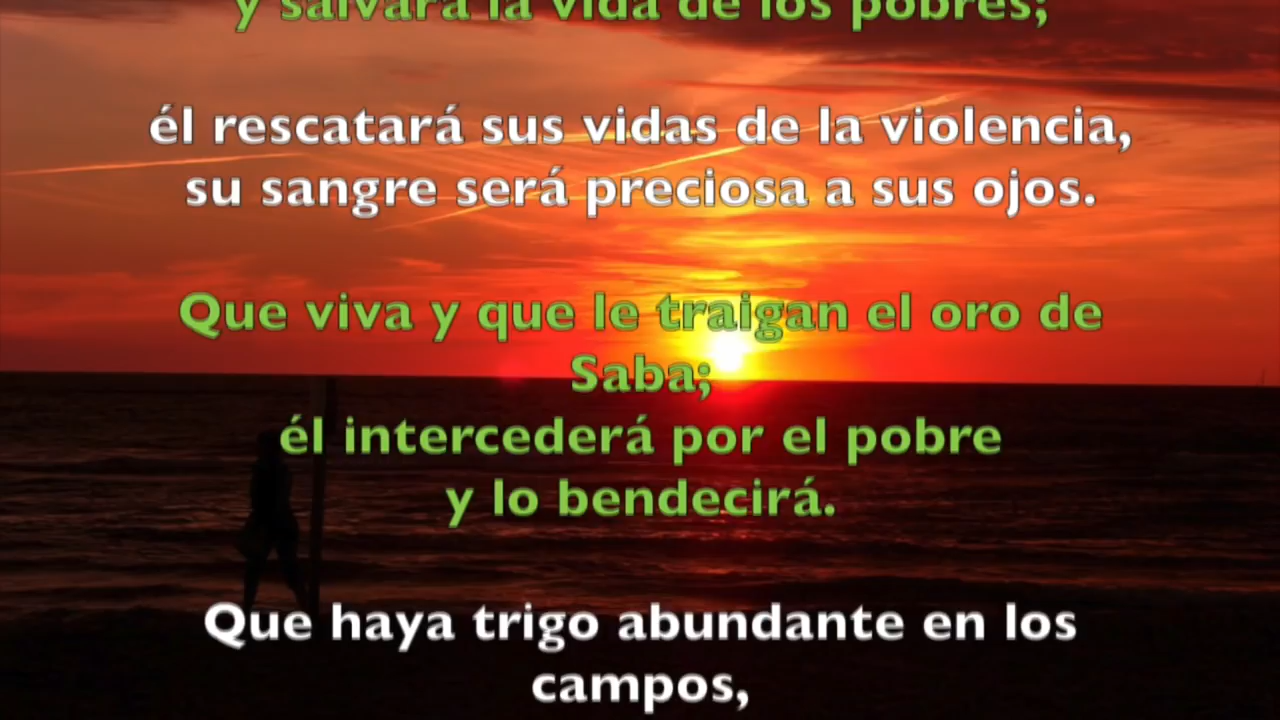 y salvará la vida de los pobres;
él rescatará sus vidas de la violencia,
su sangre será preciosa a sus ojos.
Que viva y que le traigan el oro de
Saba;
él intercederá por el pobre
y lo bendecirá.
Que haya trigo abundante en los
campos,